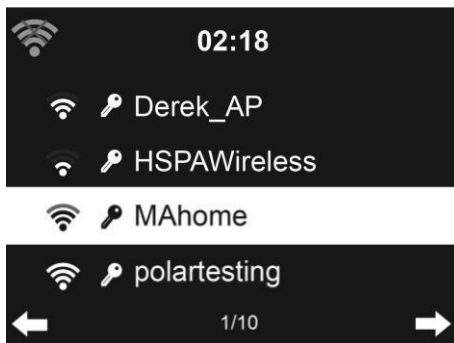 02:18
Derek_AP
HSPAWireless
MAhome
polartesting
1/10